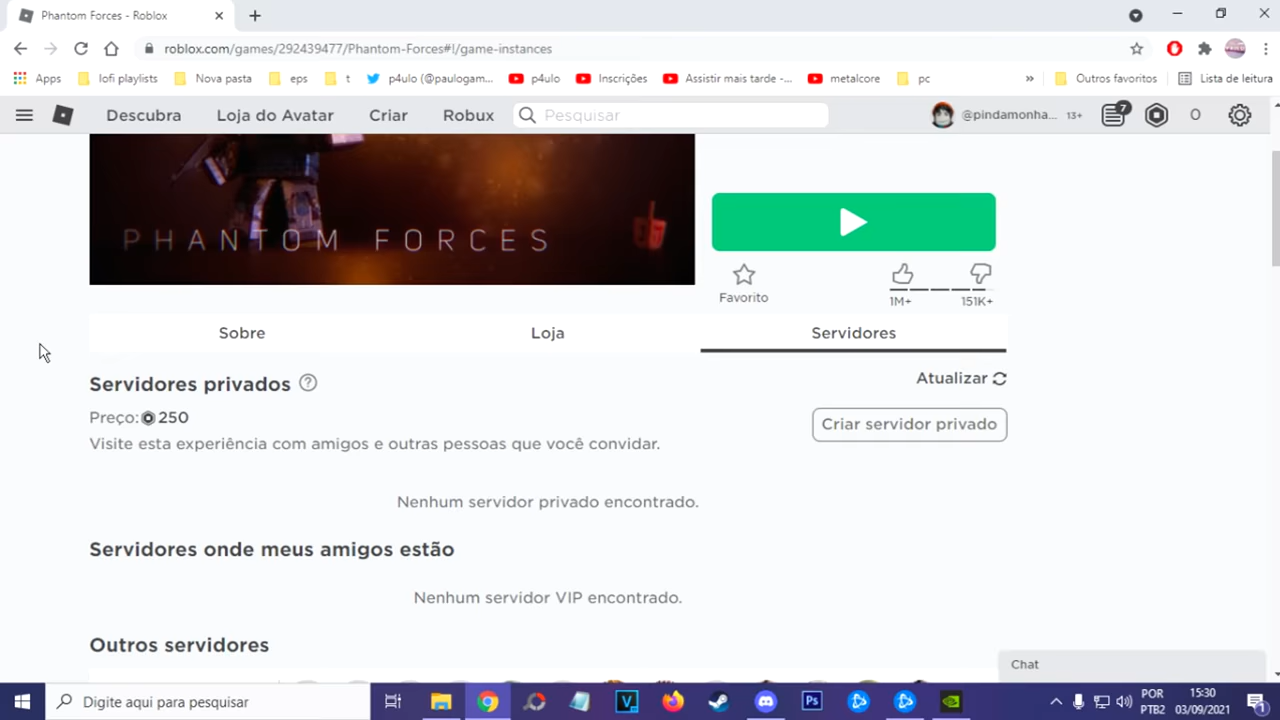 Phantom Forces - Roblox
roblox.com/games/292439477/Phantom-Forces#!/game-instances
Apps lofi playlists Nova pasta eps t p4ulo (@paulogam... p4ulo Inscrições Assistir mais tarde -... metalcore pc » Outros favoritos Lista de leitura
Descubra Loja do Avatar Criar Robux Pesquisar @pindamonha... 13+ 7 0
PHANTOM FORCES
Favorito 1M+ 151K+
Sobre Loja Servidores
Servidores privados ? Atualizar
Preço: 250
Criar servidor privado
Visite esta experiência com amigos e outras pessoas que você convidar.
Nenhum servidor privado encontrado.
Servidores onde meus amigos estão
Nenhum servidor VIP encontrado.
Outros servidores
Chat
Digite aqui para pesquisar V Ps POR PTB2 15:30 03/09/2021 1